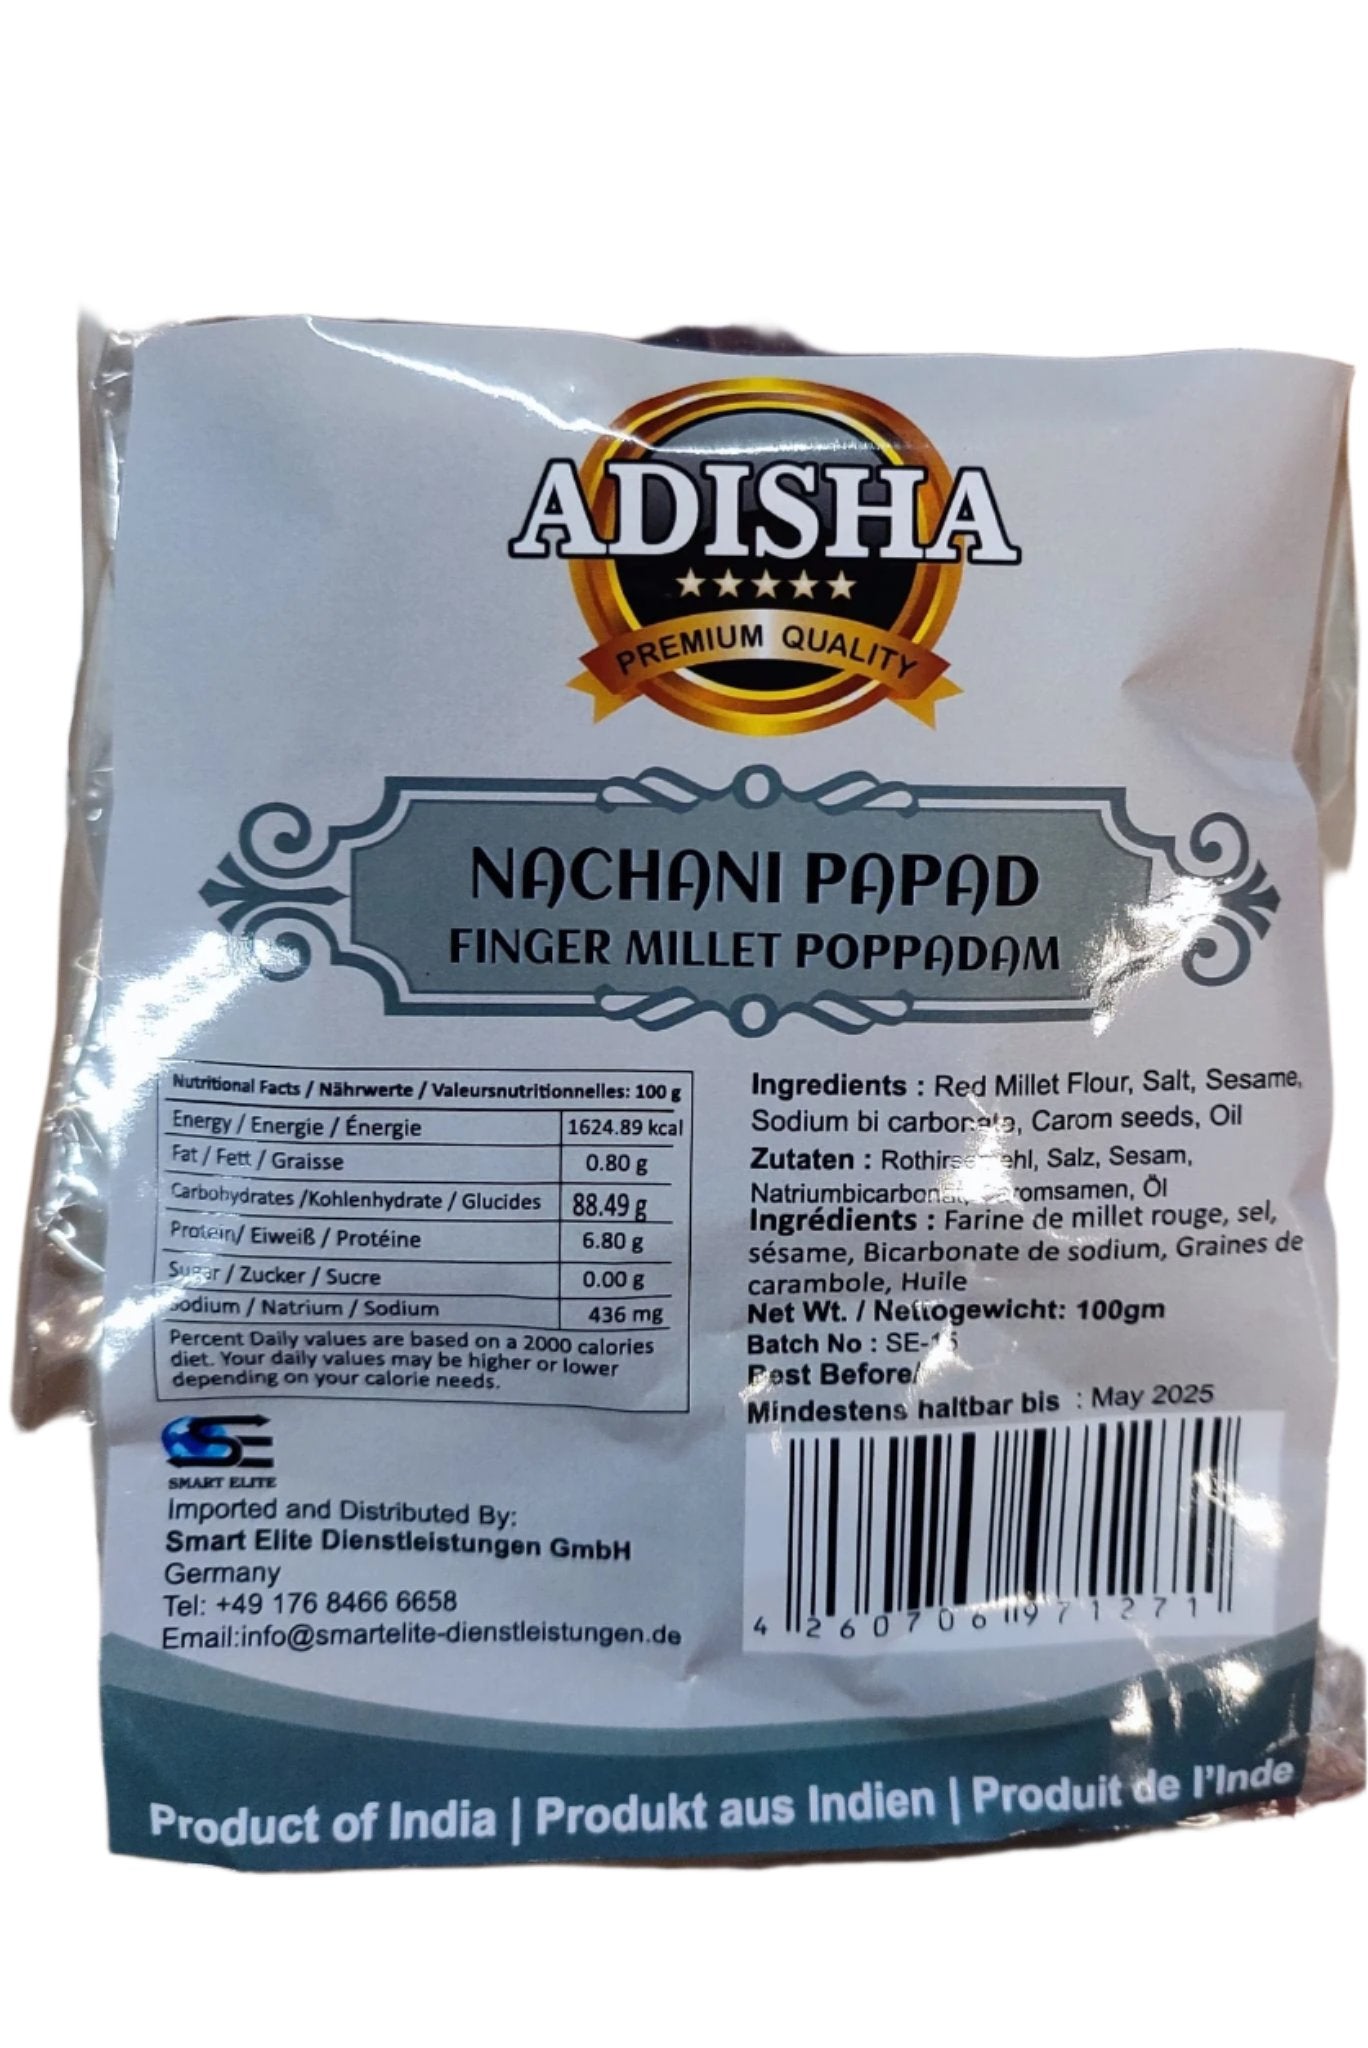 ADISHA
PREMIUM QUALITY
NACHANI PAPAD
FINGER MILLET POPPADAM
Nutritional Facts / Nährwerte / Valeursnutritionnelles: 100 g
Energy / Energie / Énergie 1624.89 kcal
Fat / Fett / Graisse 0.80 g
Carbohydrates /Kohlenhydrate / Glucides 88.49 g
Protein/ Eiweiß / Protéine 6.80 g
Sugar / Zucker / Sucre 0.00 g
Sodium / Natrium / Sodium 436 mg
Percent Daily values are based on a 2000 calories
diet. Your daily values may be higher or lower
depending on your calorie needs.
SE
SMART ELITE
Imported and Distributed By:
Smart Elite Dienstleistungen GmbH
Germany
Tel: +49 176 8466 6658
Email:info@smartelite-dienstleistungen.de
Ingredients : Red Millet Flour, Salt, Sesame,
Sodium bi carbonate, Carom seeds, Oil
Zutaten : Salz, Sesam,
Öl
Ingrédients : Farine de millet rouge, sel,
sésame, Bicarbonate de sodium, Graines de
carambole, Huile
Net Wt. / Nettogewicht: 100gm
Batch No :
Best Before/
Mindestens haltbar bis : May 2025
4 260706 971271
Product of India | Produkt aus Indien | Produit de l'Inde